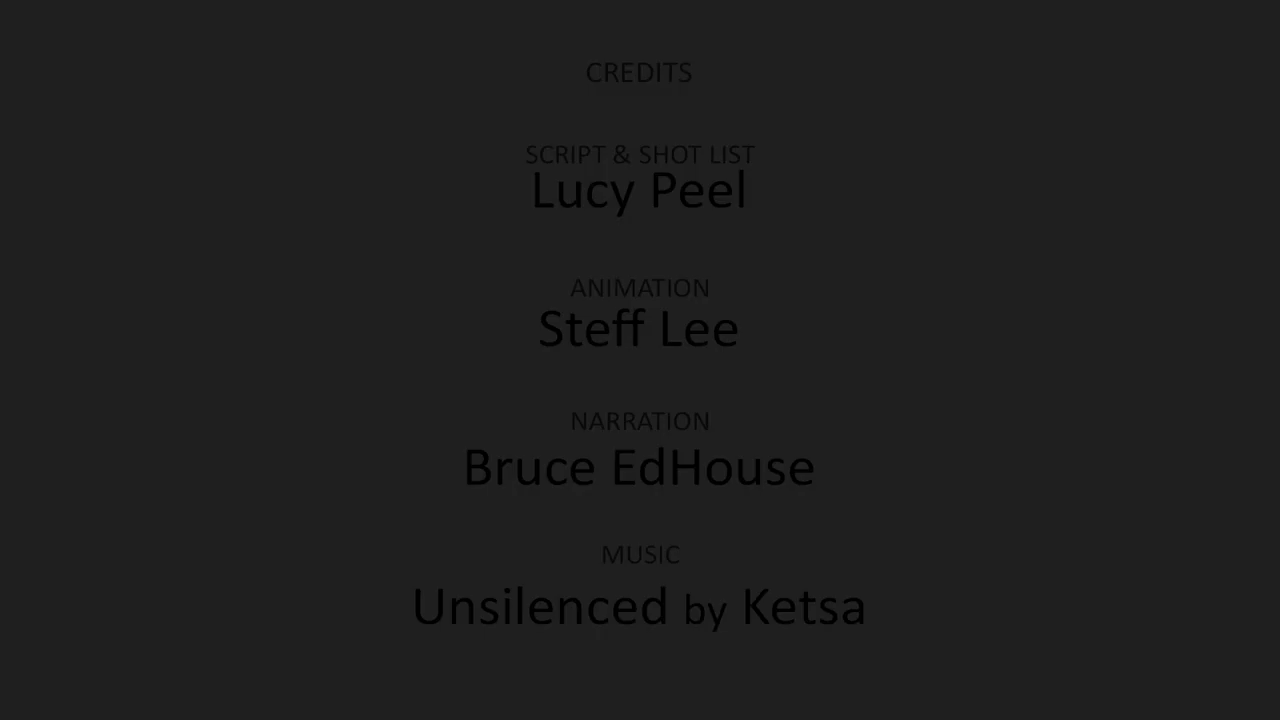 CREDITS
SCRIPT & SHOT LIST
Lucy Peel
ANIMATION
Steff Lee
NARRATION
Bruce EdHouse
MUSIC
Unsilenced by Ketsa